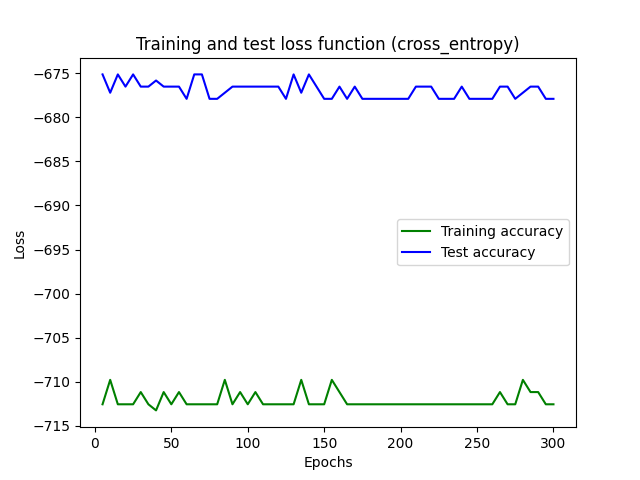 Training and test loss function (cross_entropy)
−675
−680
−685
−690
−695
−700
−705
−710
−715
Loss
Training accuracy
Test accuracy
0 50 100 150 200 250 300
Epochs